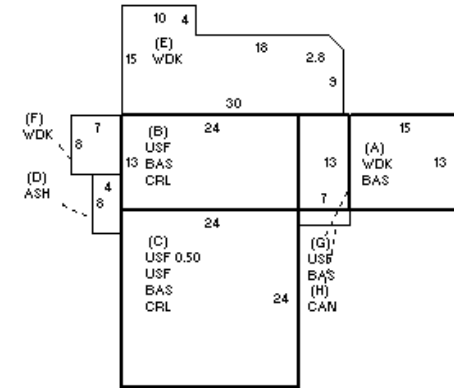 10 4
(E)
WDK
15
18
2.8
9
30
(F)
WDK
7
8
(B)
USF
BAS
CRL
24
13
13
15
(A)
WDK
BAS
13
(D)
ASH
4
8
7
24
(C)
USF 0.50
USF
BAS
CRL
24
(G)
USF
BAS
(H)
CAN